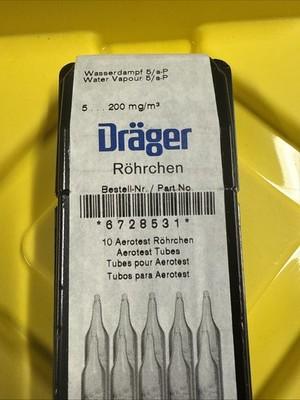 Wasserdampf 5/a-P
Water Vapour 5/a-P
5 ... 200 mg/m³
Dräger
Röhrchen
Bestell-Nr. / Part No.
*6728531*
10 Aerotest Röhrchen
Aerotest Tubes
Tubes pour Aerotest
Tubos para Aerotest